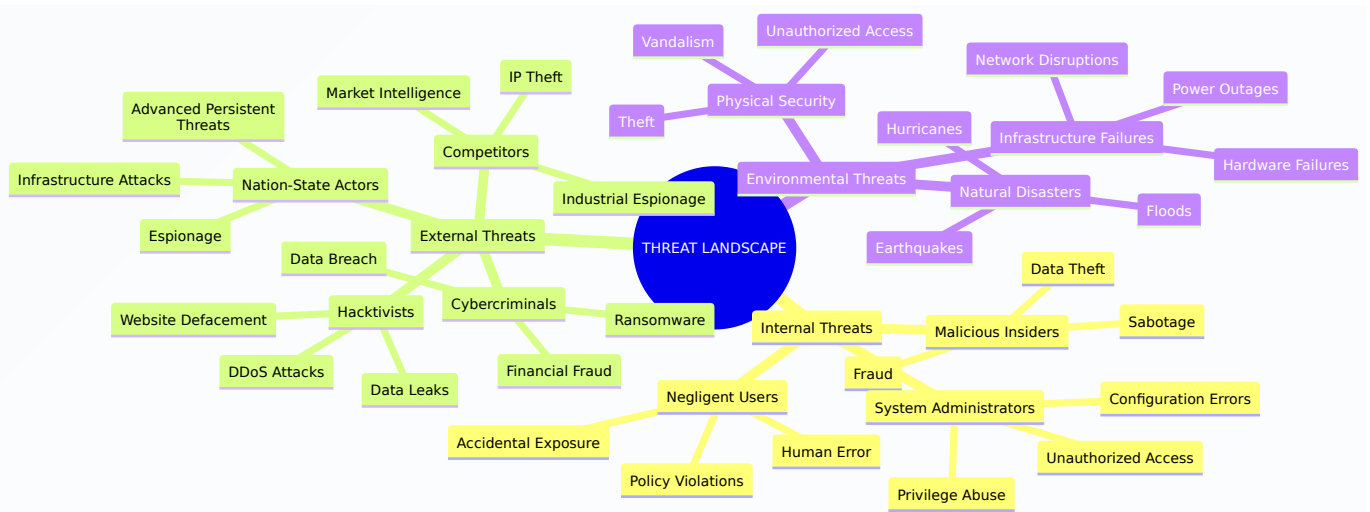 THREAT LANDSCAPE
External Threats
Nation-State Actors
Advanced Persistent
Threats
Infrastructure Attacks
Espionage
Competitors
Market Intelligence
IP Theft
Industrial Espionage
Hacktivists
Website Defacement
DDoS Attacks
Data Leaks
Cybercriminals
Data Breach
Ransomware
Financial Fraud
Environmental Threats
Physical Security
Vandalism
Unauthorized Access
Theft
Infrastructure Failures
Network Disruptions
Power Outages
Hardware Failures
Natural Disasters
Hurricanes
Floods
Earthquakes
Internal Threats
Malicious Insiders
Data Theft
Sabotage
Fraud
Negligent Users
Accidental Exposure
Policy Violations
Human Error
System Administrators
Configuration Errors
Unauthorized Access
Privilege Abuse